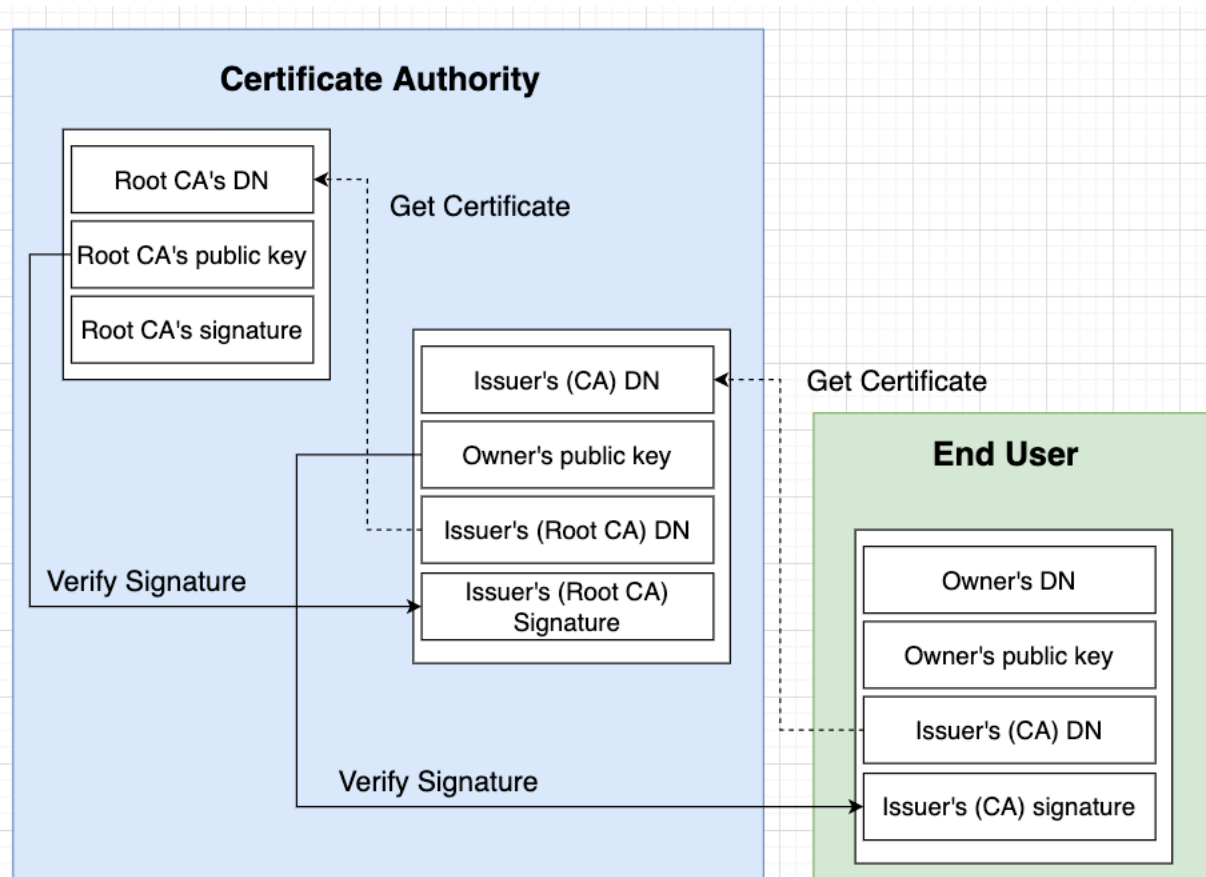 Certificate Authority
Root CA's DN
Get Certificate
Root CA's public key
Root CA's signature
Issuer's (CA) DN
Get Certificate
Owner's public key
End User
Issuer's (Root CA) DN
Verify Signature
Issuer's (Root CA)
Signature
Owner's DN
Owner's public key
Issuer's (CA) DN
Verify Signature
Issuer's (CA) signature